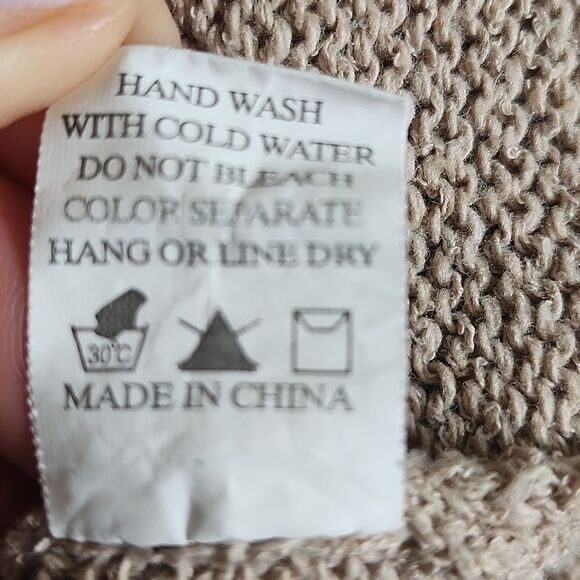 HAND WASH
WITH COLD WATER
DO NOT BLEACH
COLOR SEPARATE
HANG OR LINE DRY
30°C
MADE IN CHINA